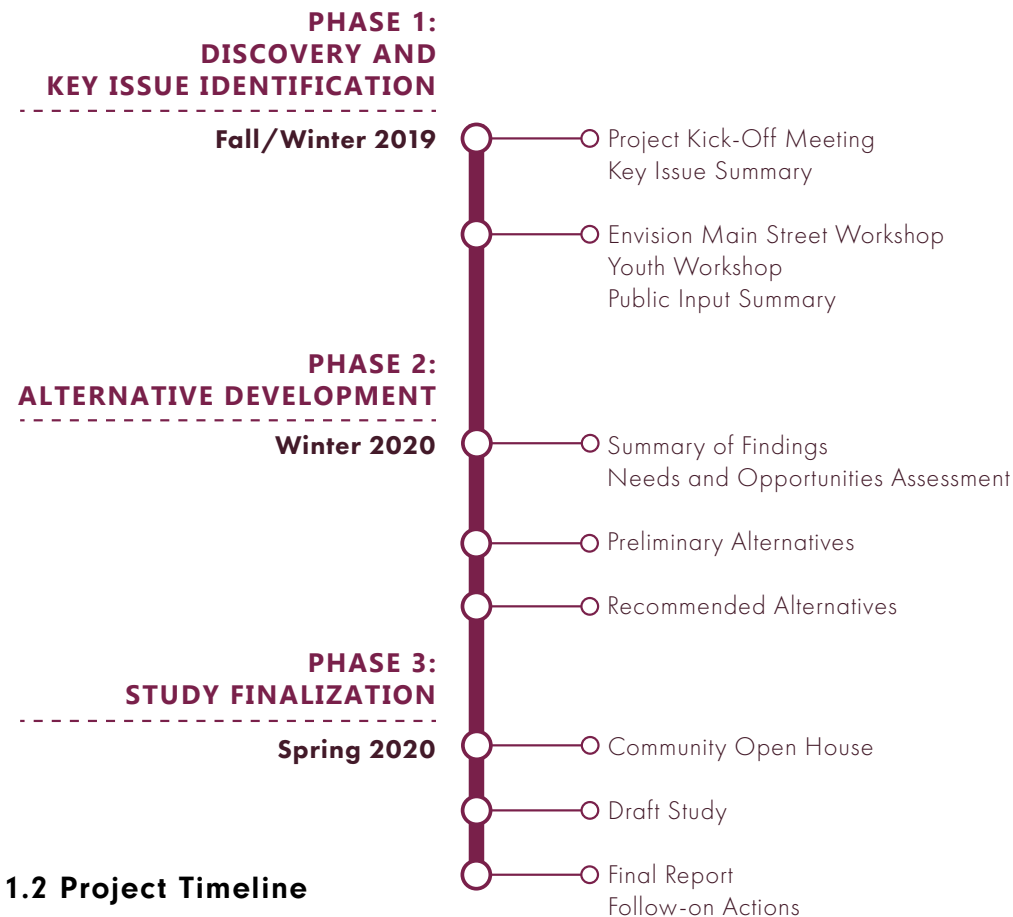 PHASE 1:
DISCOVERY AND
KEY ISSUE IDENTIFICATION
Fall/Winter 2019
Project Kick-Off Meeting
Key Issue Summary
Envision Main Street Workshop
Youth Workshop
Public Input Summary
PHASE 2:
ALTERNATIVE DEVELOPMENT
Winter 2020
Summary of Findings
Needs and Opportunities Assessment
Preliminary Alternatives
Recommended Alternatives
PHASE 3:
STUDY FINALIZATION
Spring 2020
Community Open House
Draft Study
Final Report
Follow-on Actions
1.2 Project Timeline